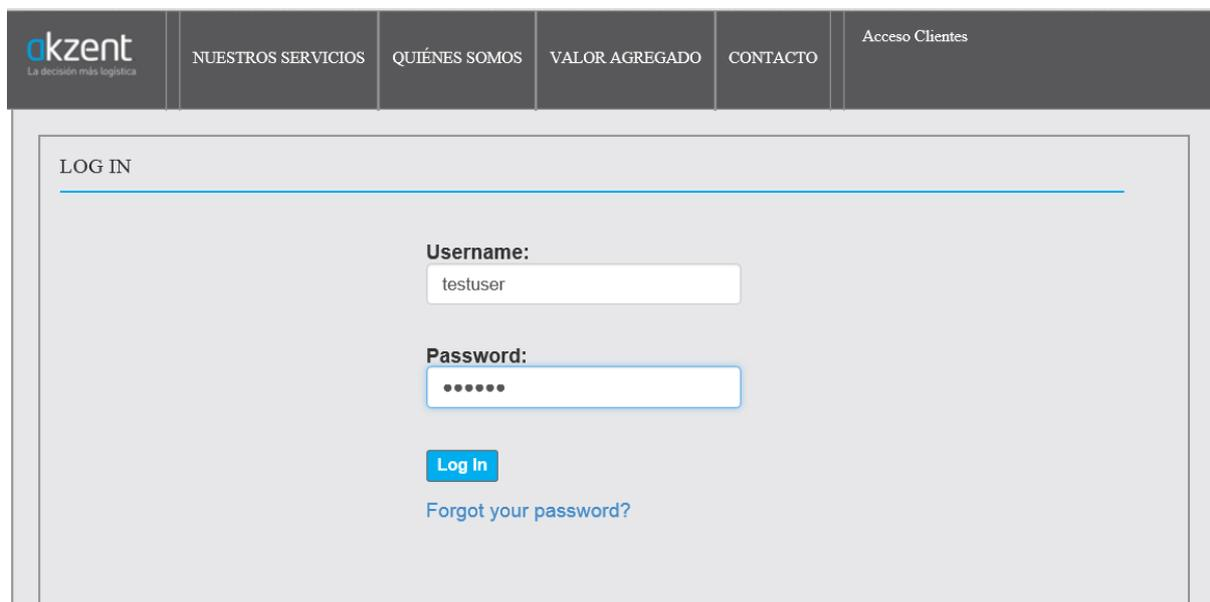 akzent
La decisión más logística
NUESTROS SERVICIOS
QUIÉNES SOMOS
VALOR AGREGADO
CONTACTO
Acceso Clientes
LOG IN
Username:
testuser
Password:
••••••
Log In
Forgot your password?